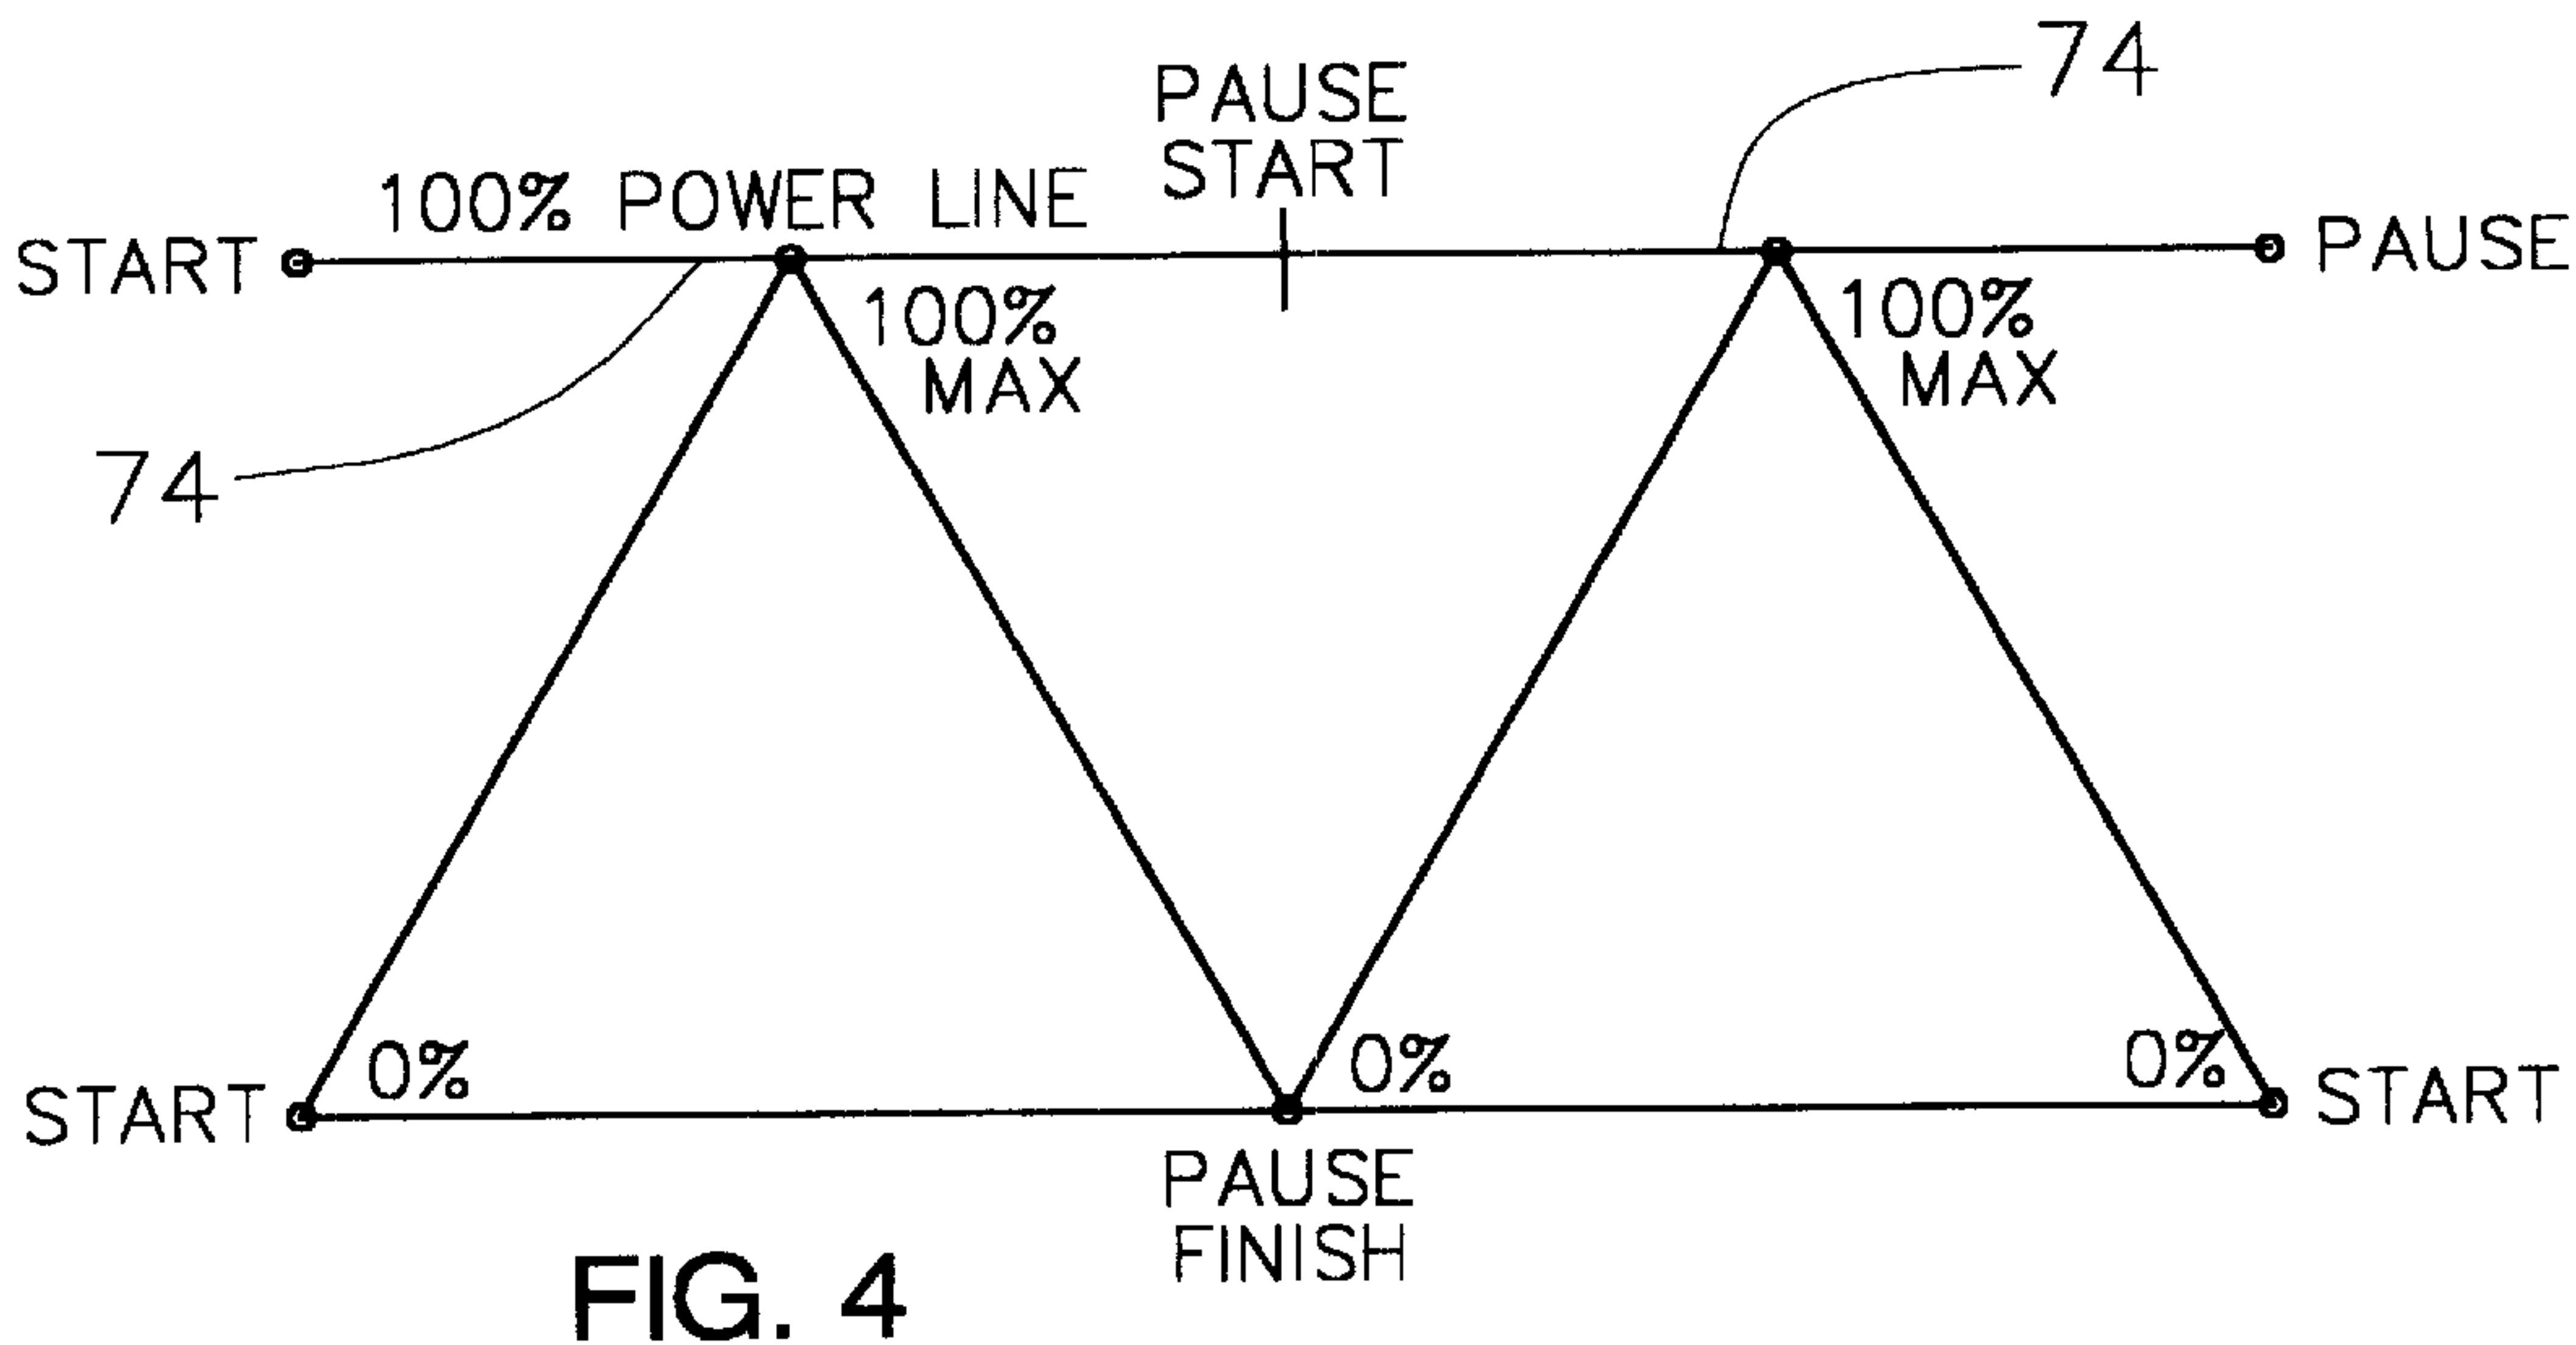 74
PAUSE
START
100% POWER LINE
START
PAUSE
100%
MAX
100%
MAX
74
0%
0%
0%
START
START
PAUSE
FINISH
FIG. 4